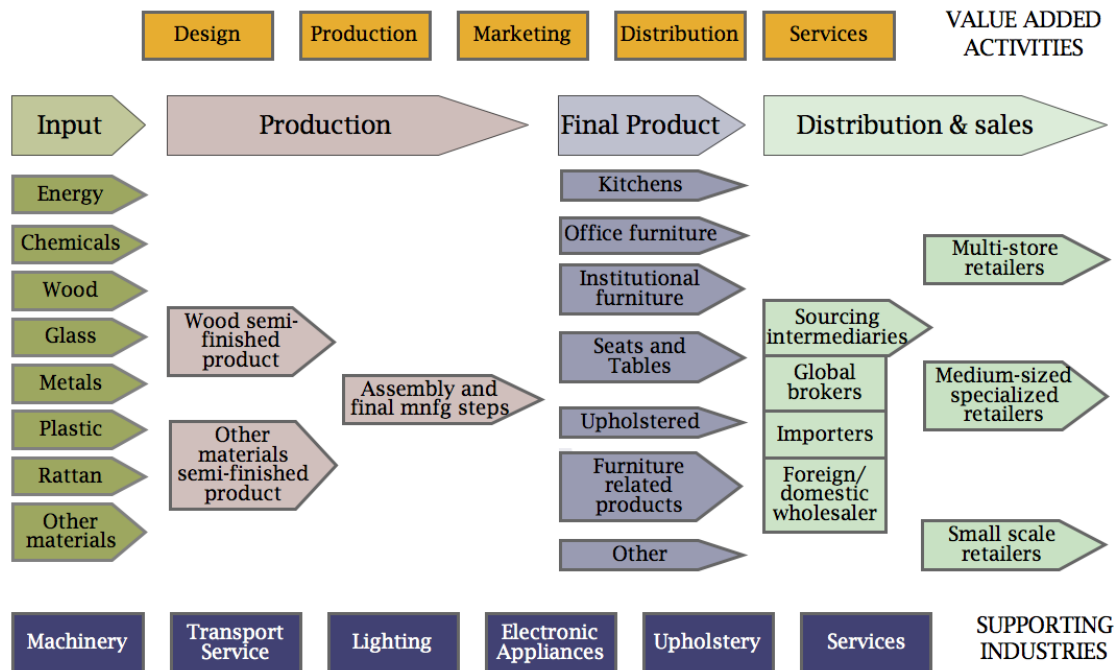 Design
Production
Marketing
Distribution
Services
VALUE ADDED
ACTIVITIES
Input
Production
Final Product
Distribution & sales
Energy
Chemicals
Wood
Glass
Metals
Plastic
Rattan
Other
materials
Wood semi-
finished
product
Other
materials
semi-finished
product
Assembly and
final mnfg steps
Kitchens
Office furniture
Institutional
furniture
Seats and
Tables
Upholstered
Furniture
related
products
Other
Sourcing
intermediaries
Global
brokers
Importers
Foreign/
domestic
wholesaler
Multi-store
retailers
Medium-sized
specialized
retailers
Small scale
retailers
Machinery
Transport
Service
Lighting
Electronic
Appliances
Upholstery
Services
SUPPORTING
INDUSTRIES